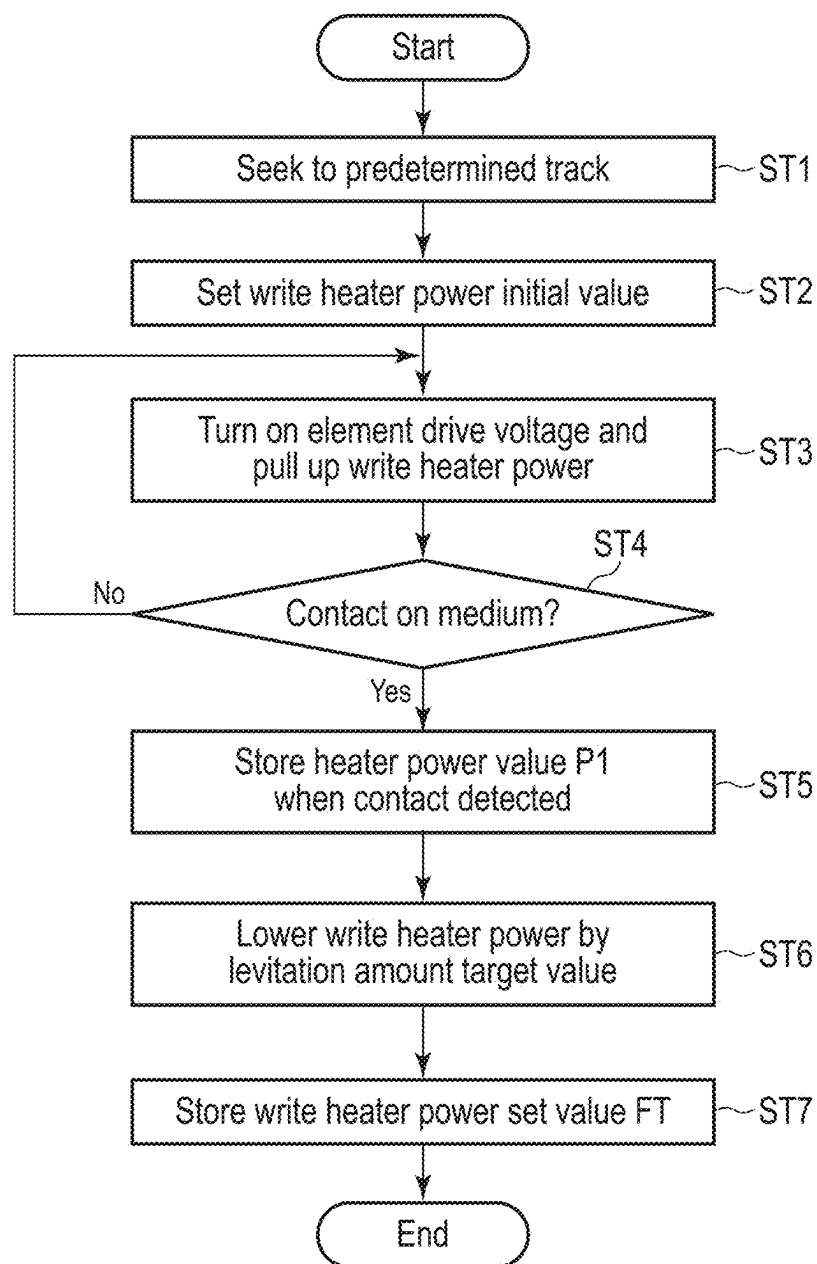 Start
Seek to predetermined track
ST1
Set write heater power initial value
ST2
Turn on element drive voltage and
pull up write heater power
ST3
ST4
No
Contact on medium?
Yes
Store heater power value P1
when contact detected
ST5
Lower write heater power by
levitation amount target value
ST6
Store write heater power set value FT
ST7
End